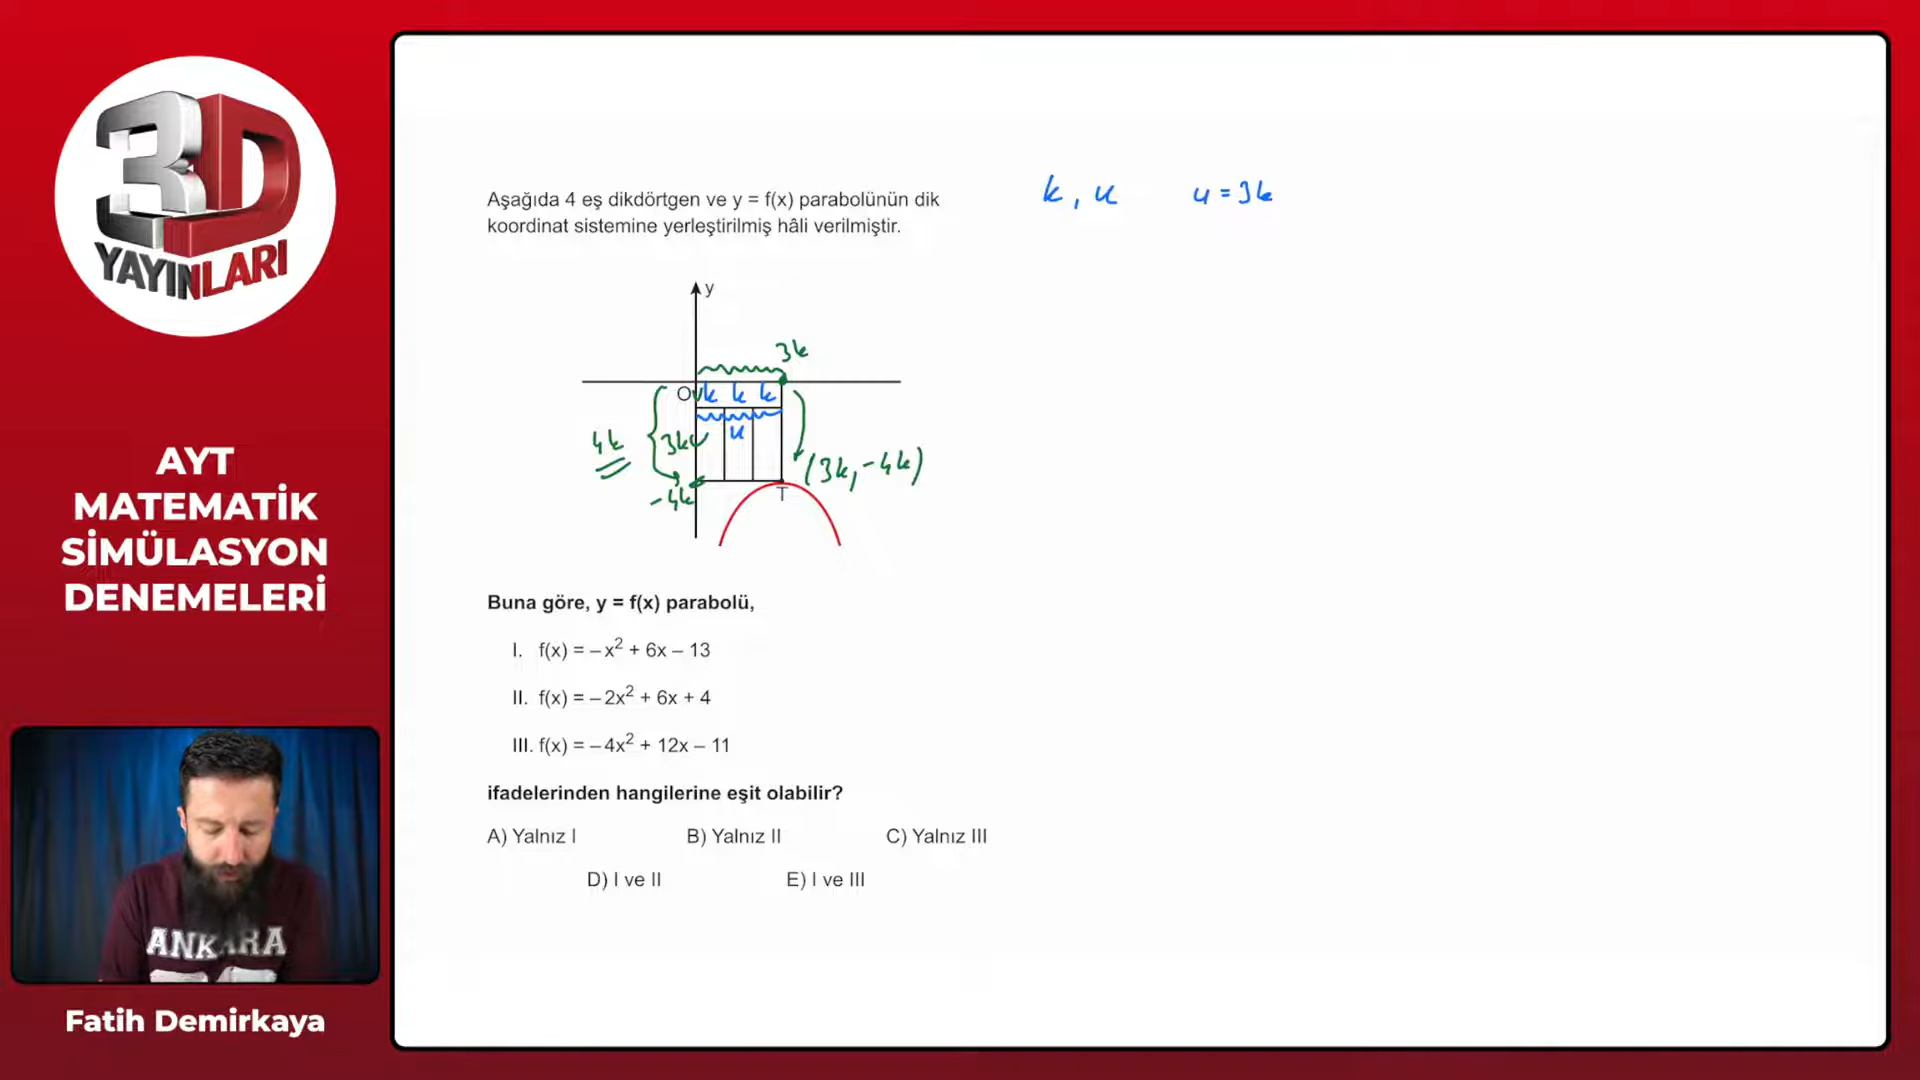 3D
YAYINLARI
AYT
MATEMATİK
SİMÜLASYON
DENEMELERİ
ANKARA
Fatih Demirkaya
Aşağıda 4 eş dikdörtgen ve y = f(x) parabolünün dik
koordinat sistemine yerleştirilmiş hâli verilmiştir.
k, u u = 3k
y
3k
O k k k
u
4k 3k
(3k, -4k)
-4k
T
Buna göre, y = f(x) parabolü,
I. f(x) = –x² + 6x – 13
II. f(x) = –2x² + 6x + 4
III. f(x) = –4x² + 12x – 11
ifadelerinden hangilerine eşit olabilir?
A) Yalnız I B) Yalnız II C) Yalnız III
D) I ve II E) I ve III